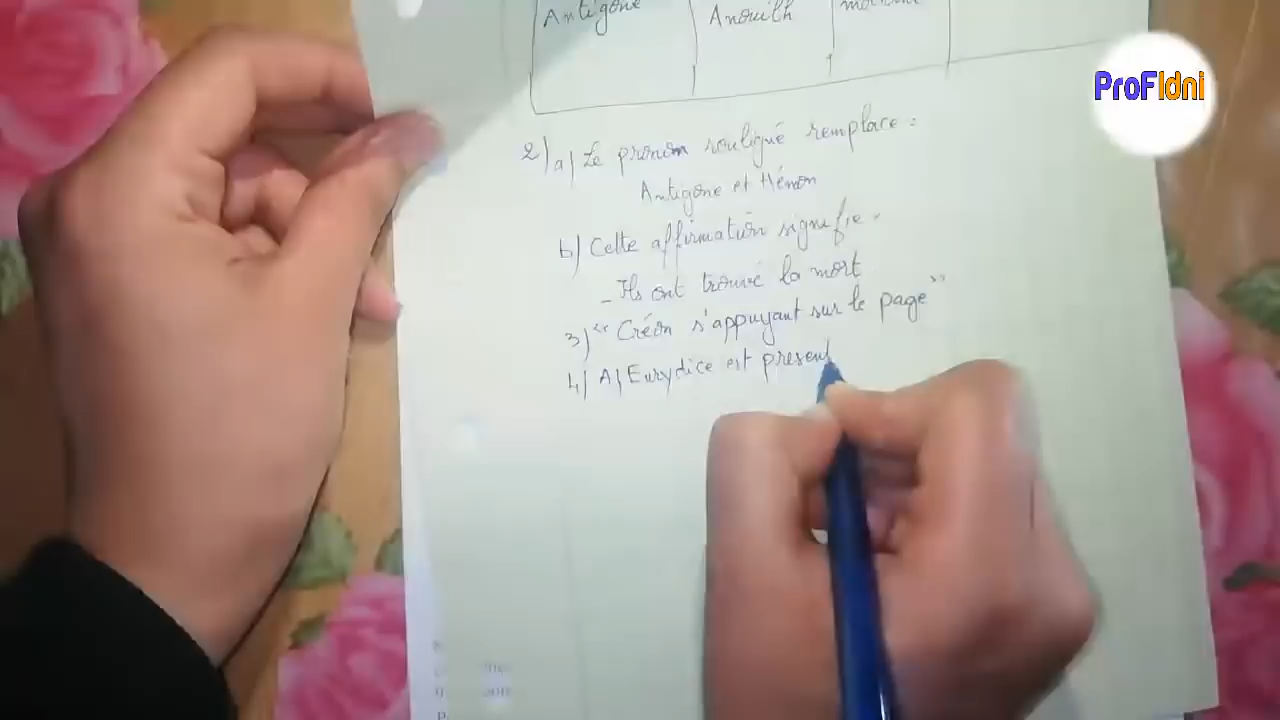 Antigone Anouilh
ProFIdni
2) a) Le pronom souligné remplace :
Antigone et Hémon
b) Cette affirmation signifie :
- Ils ont trouvé la mort
3) "Créon s'appuyant sur le page"
4) A) Eurydice est present